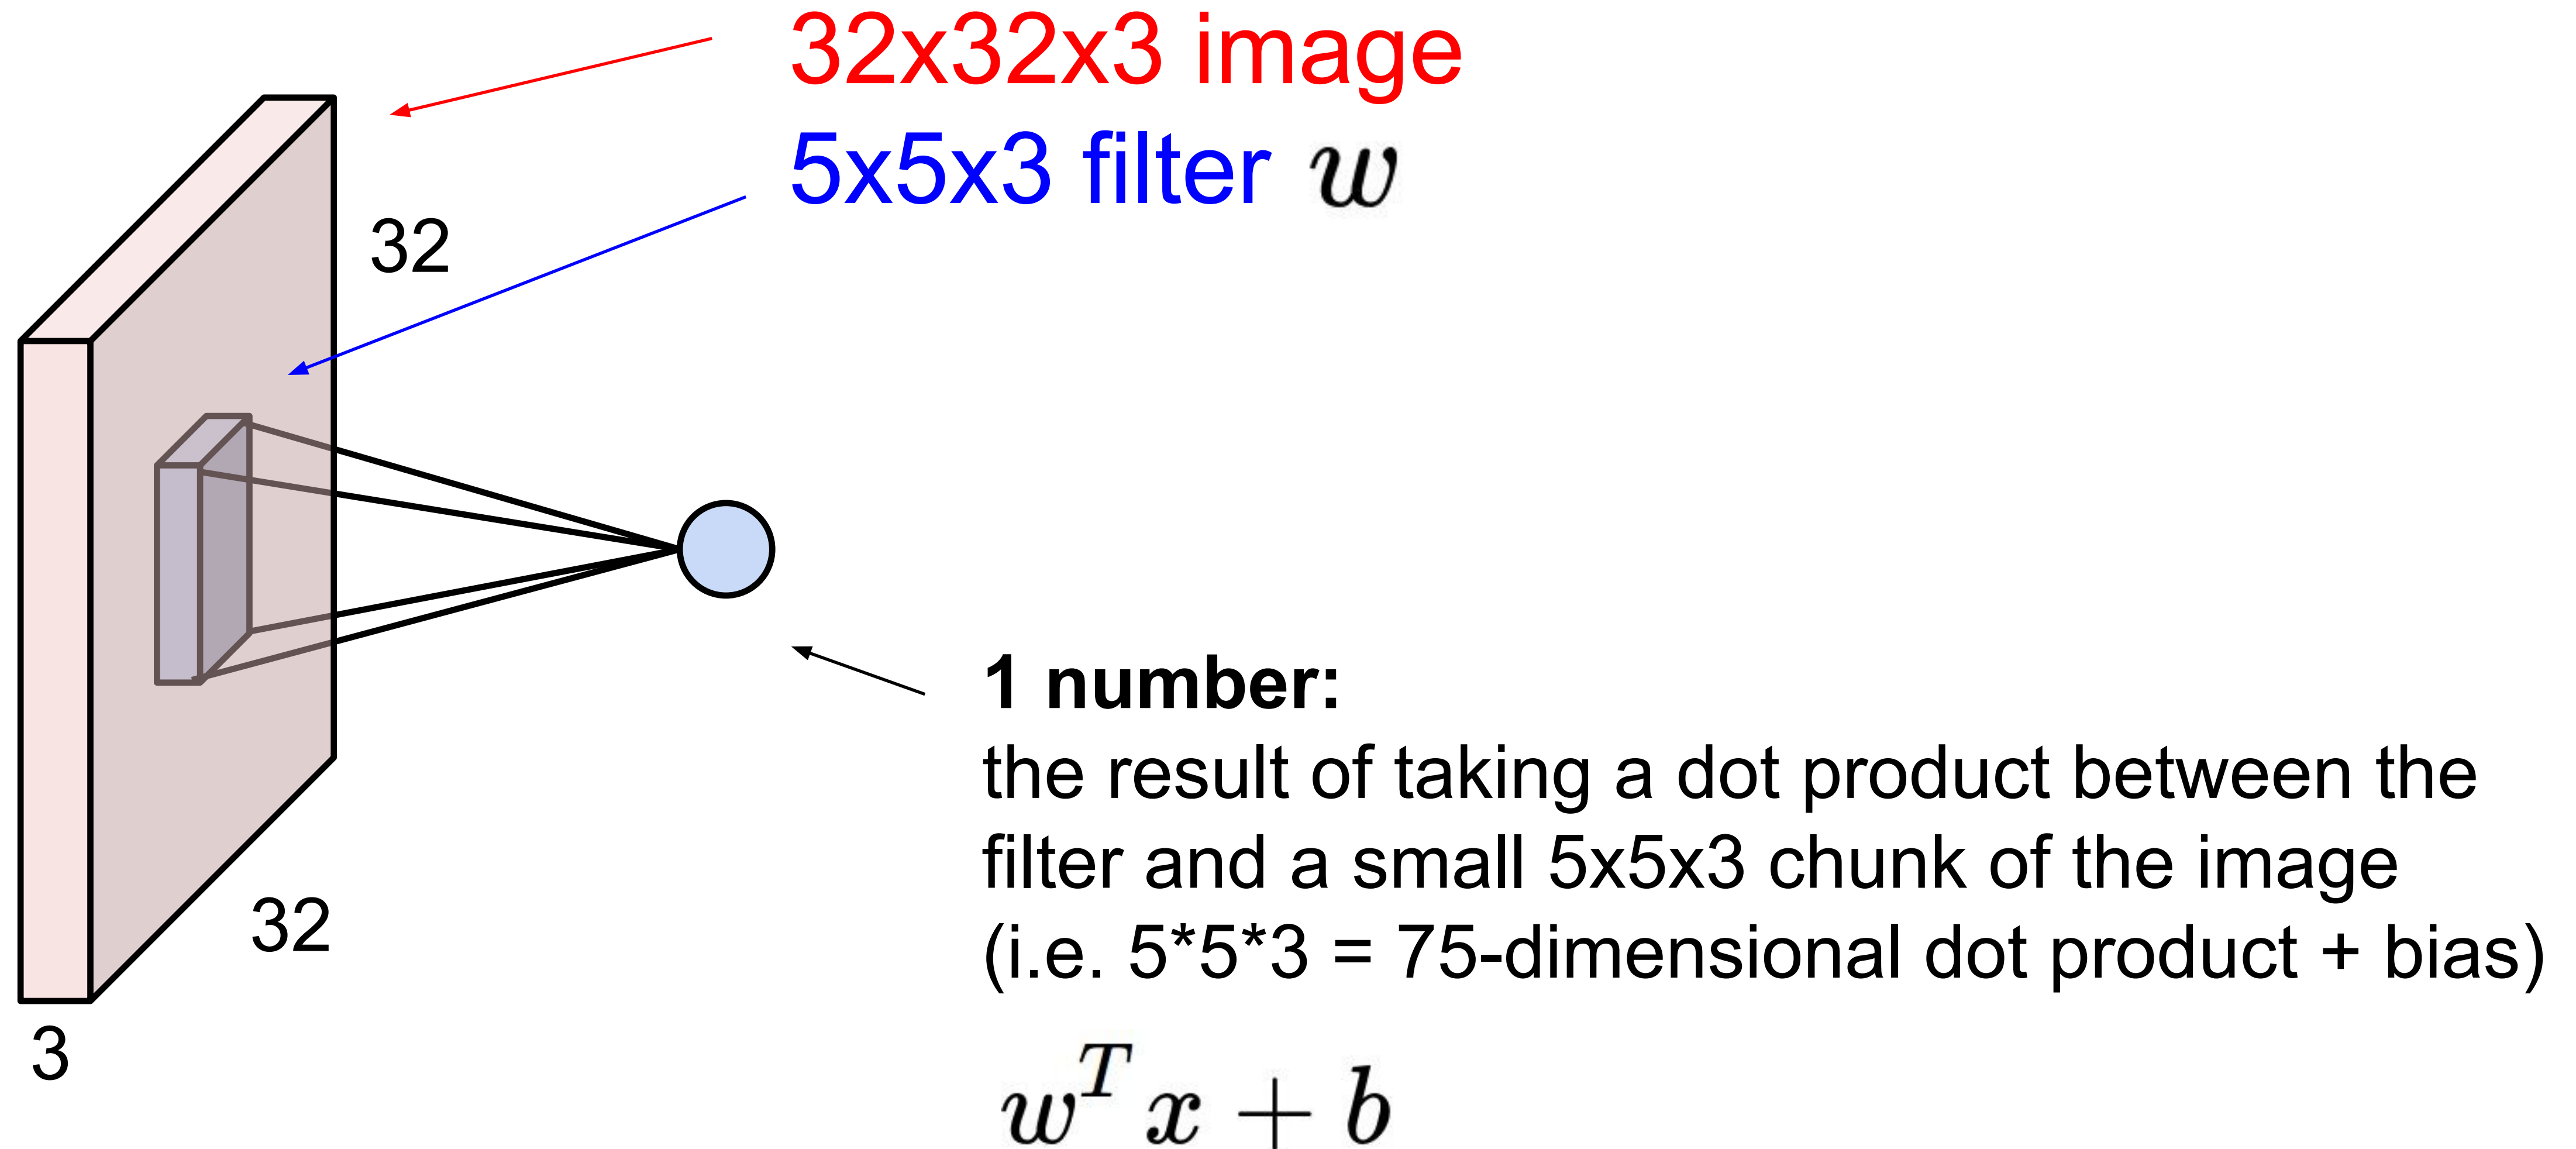 32x32x3 image
5x5x3 filter w
32
1 number:
the result of taking a dot product between the
filter and a small 5x5x3 chunk of the image
(i.e. 5*5*3 = 75-dimensional dot product + bias)
32
3
w^T x + b